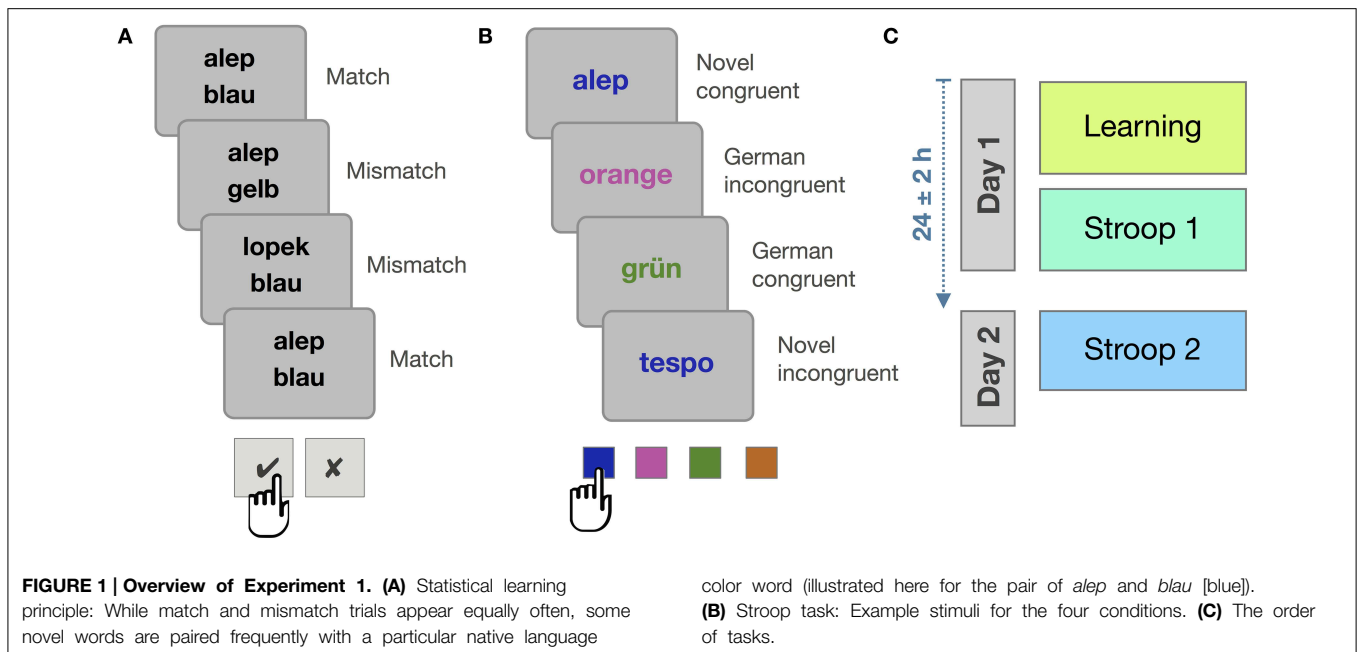 A
alep
blau
Match
alep
gelb
Mismatch
lopek
blau
Mismatch
alep
blau
Match
✔ ✘
B
alep
Novel
congruent
orange
German
incongruent
grün
German
congruent
tespo
Novel
incongruent
C
24 ± 2 h
Day 1
Learning
Stroop 1
Day 2
Stroop 2
FIGURE 1 | Overview of Experiment 1. (A) Statistical learning
principle: While match and mismatch trials appear equally often, some
novel words are paired frequently with a particular native language
color word (illustrated here for the pair of alep and blau [blue]).
(B) Stroop task: Example stimuli for the four conditions. (C) The order
of tasks.